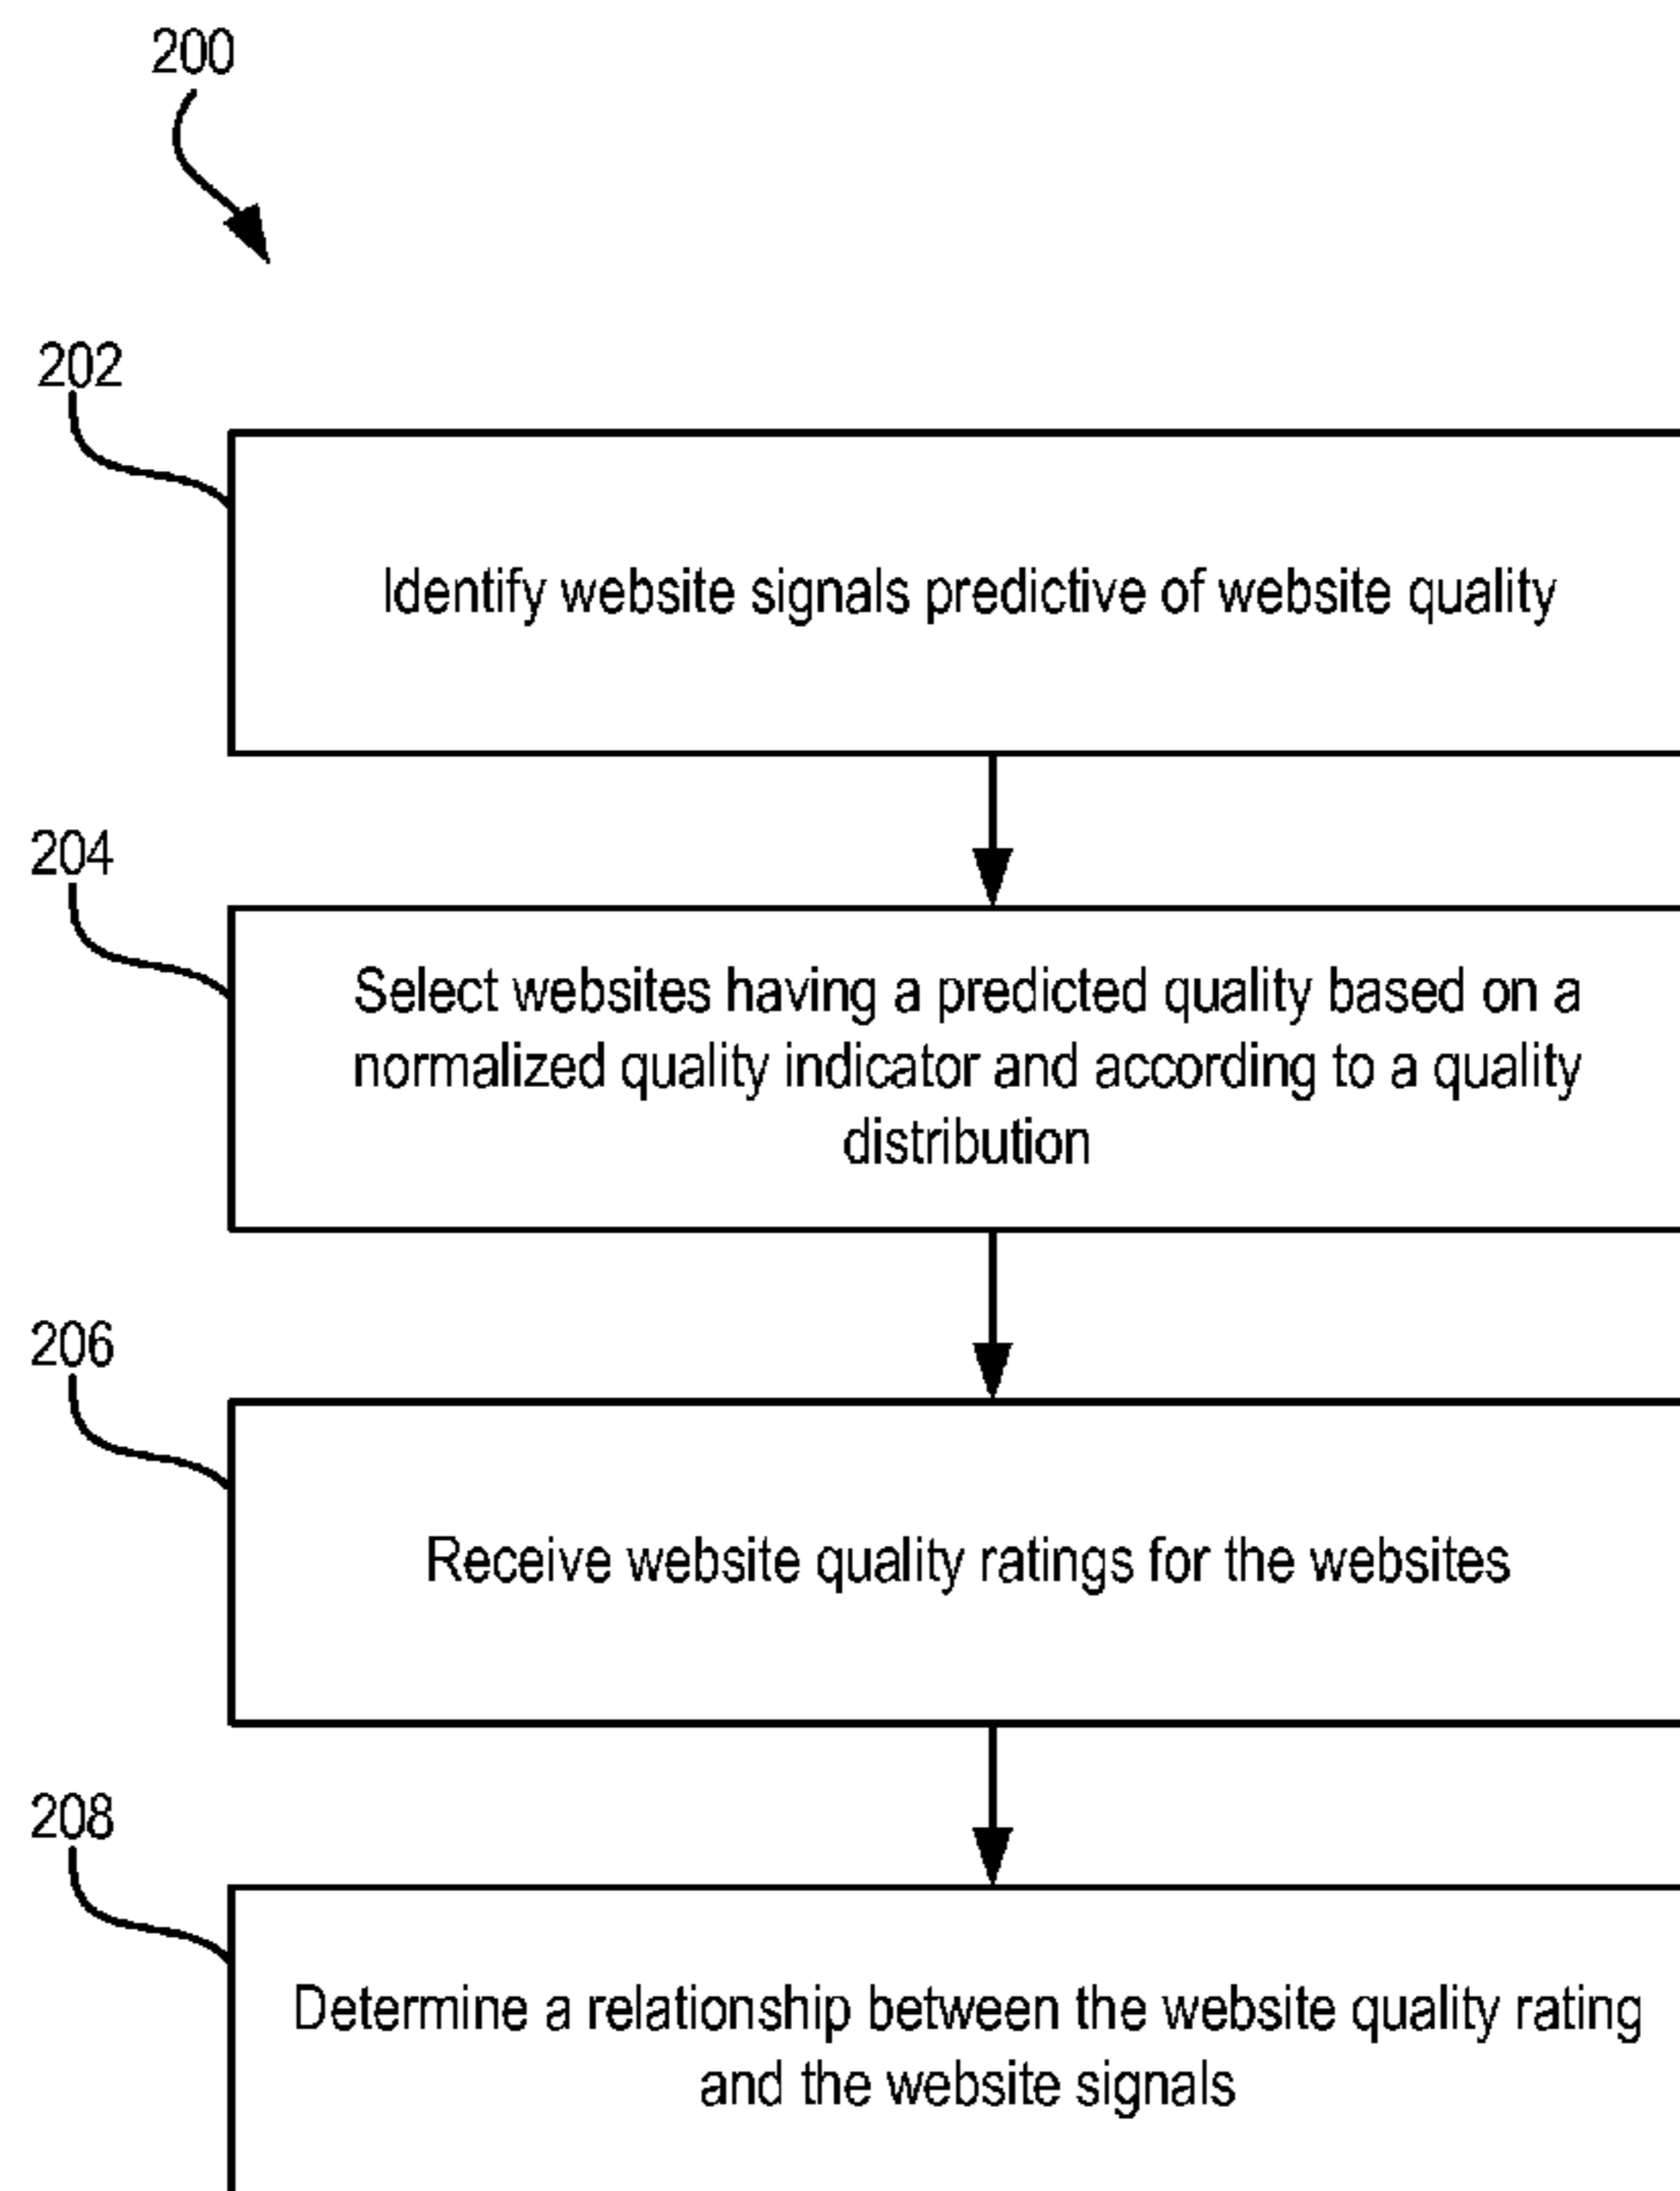 200
202
Identify website signals predictive of website quality
204
Select websites having a predicted quality based on a
normalized quality indicator and according to a quality
distribution
206
Receive website quality ratings for the websites
208
Determine a relationship between the website quality rating
and the website signals